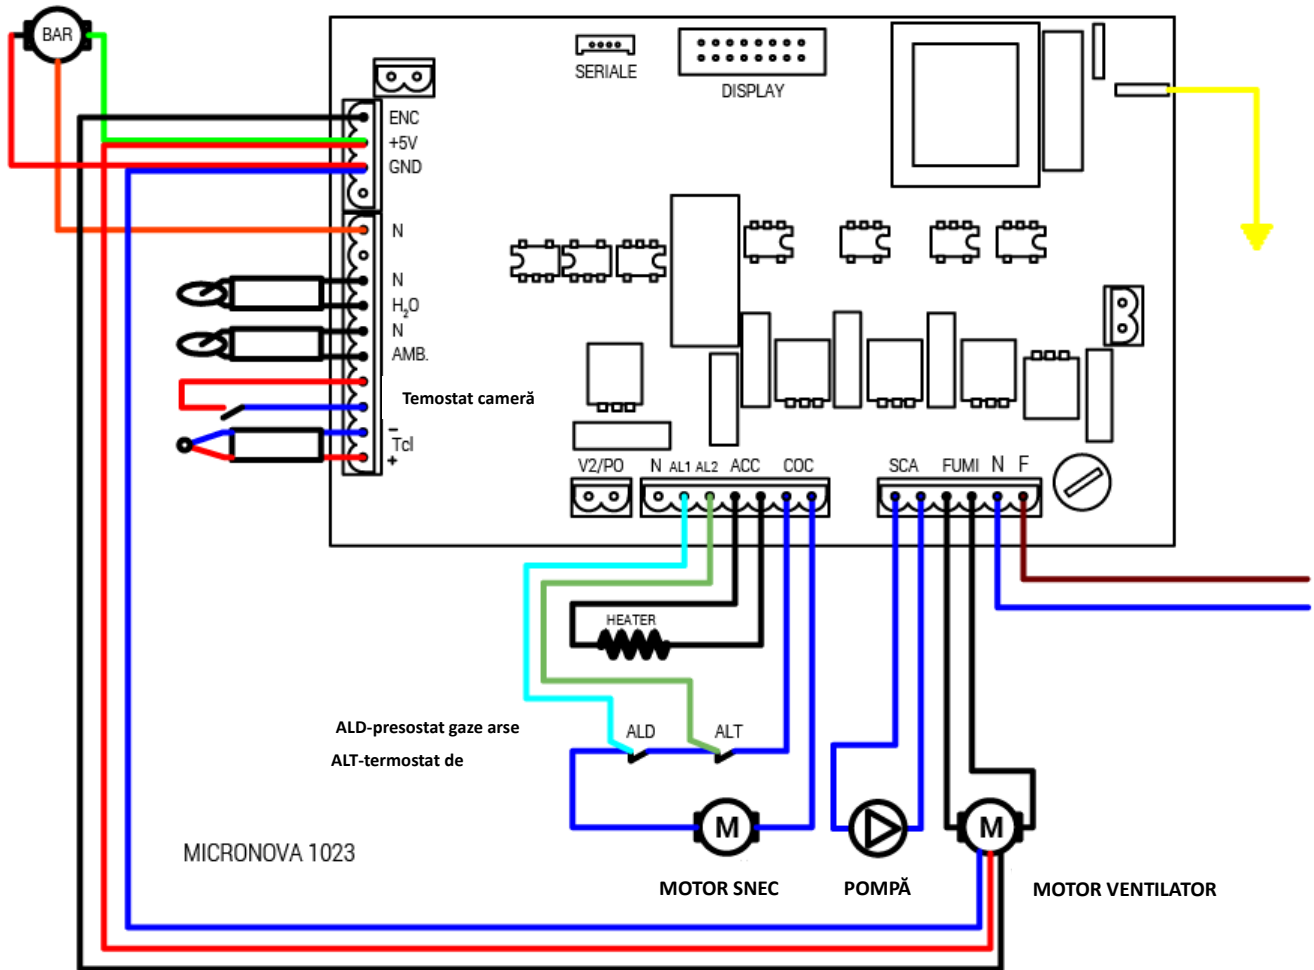 BAR
SERIALE
DISPLAY
ENC
+5V
GND
N
N
H₂O
N
AMB.
Temostat cameră
−
Tcl
+
V2/P0
N AL1 AL2 ACC COC
SCA FUMI N F
HEATER
ALD-presostat gaze arse
ALD
ALT
ALT-termostat de
M
M
MICRONOVA 1023
MOTOR SNEC
POMPĂ
MOTOR VENTILATOR